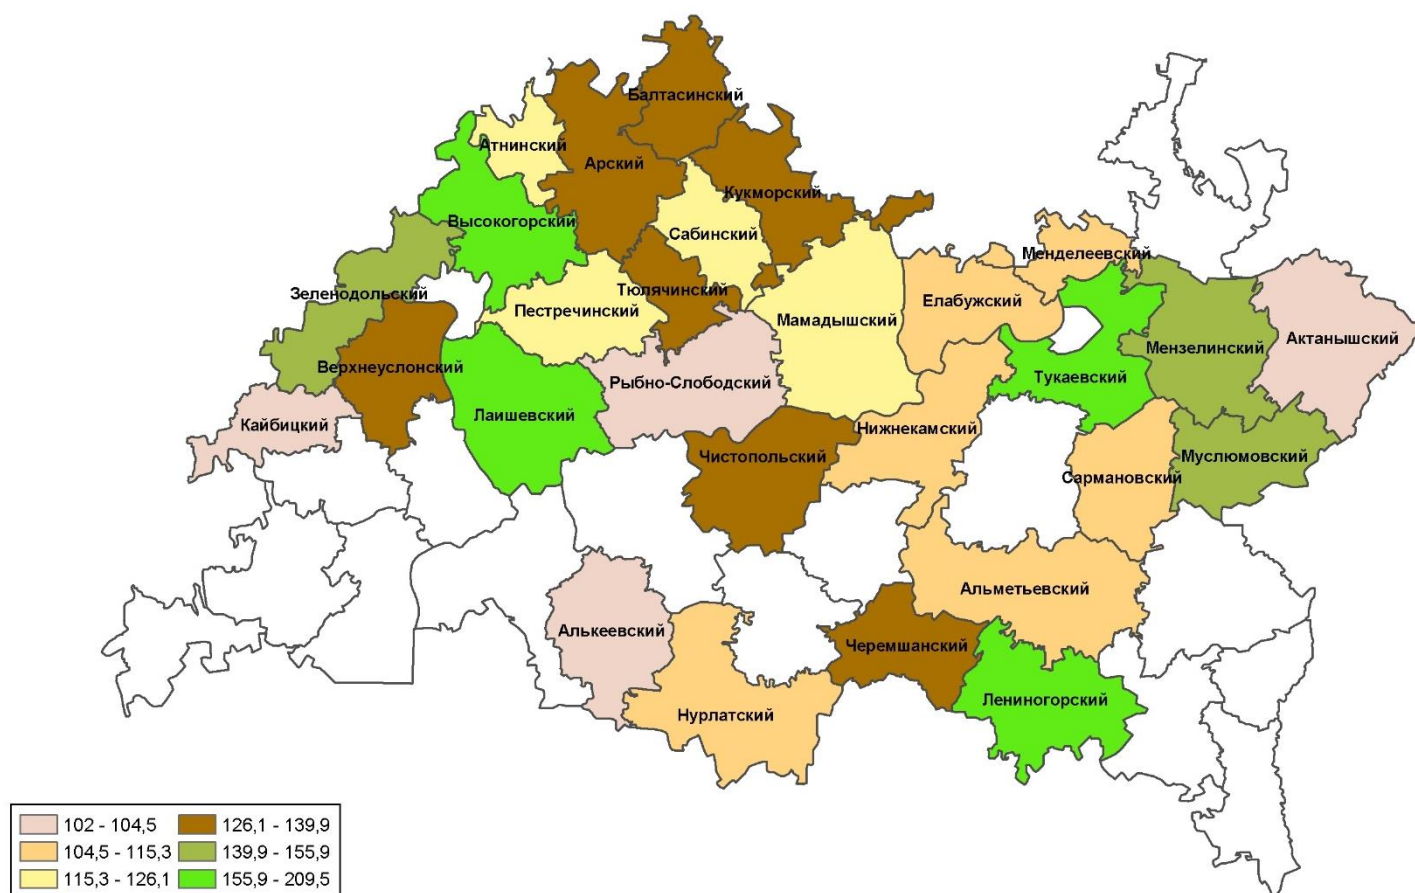 Балтасинский
Атнинский
Арский
Кукморский
Высокогорский
Сабинский
Менделеевский
Зеленодольский
Тюлячинский
Елабужский
Пестречинский
Мамадышский
Актанышский
Мензелинский
Верхнеуслонский
Тукаевский
Рыбно-Слободский
Лаишевский
Кайбицкий
Нижнекамский
Чистопольский
Муслюмовский
Сармановский
Альметьевский
Алькеевский
Черемшанский
Лениногорский
Нурлатский
102 - 104,5
126,1 - 139,9
104,5 - 115,3
139,9 - 155,9
115,3 - 126,1
155,9 - 209,5